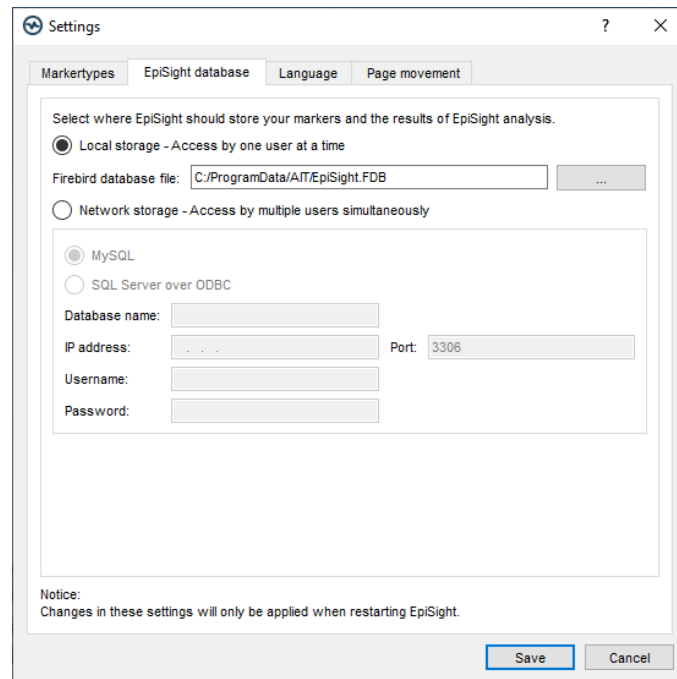 Settings
?
Markertypes EpiSight database Language Page movement
Select where EpiSight should store your markers and the results of EpiSight analysis.
Local storage - Access by one user at a time
Firebird database file: C:/ProgramData/AIT/EpiSight.FDB ...
Network storage - Access by multiple users simultaneously
MySQL
SQL Server over ODBC
Database name:
IP address: . . . Port: 3306
Username:
Password:
Notice:
Changes in these settings will only be applied when restarting EpiSight.
Save Cancel